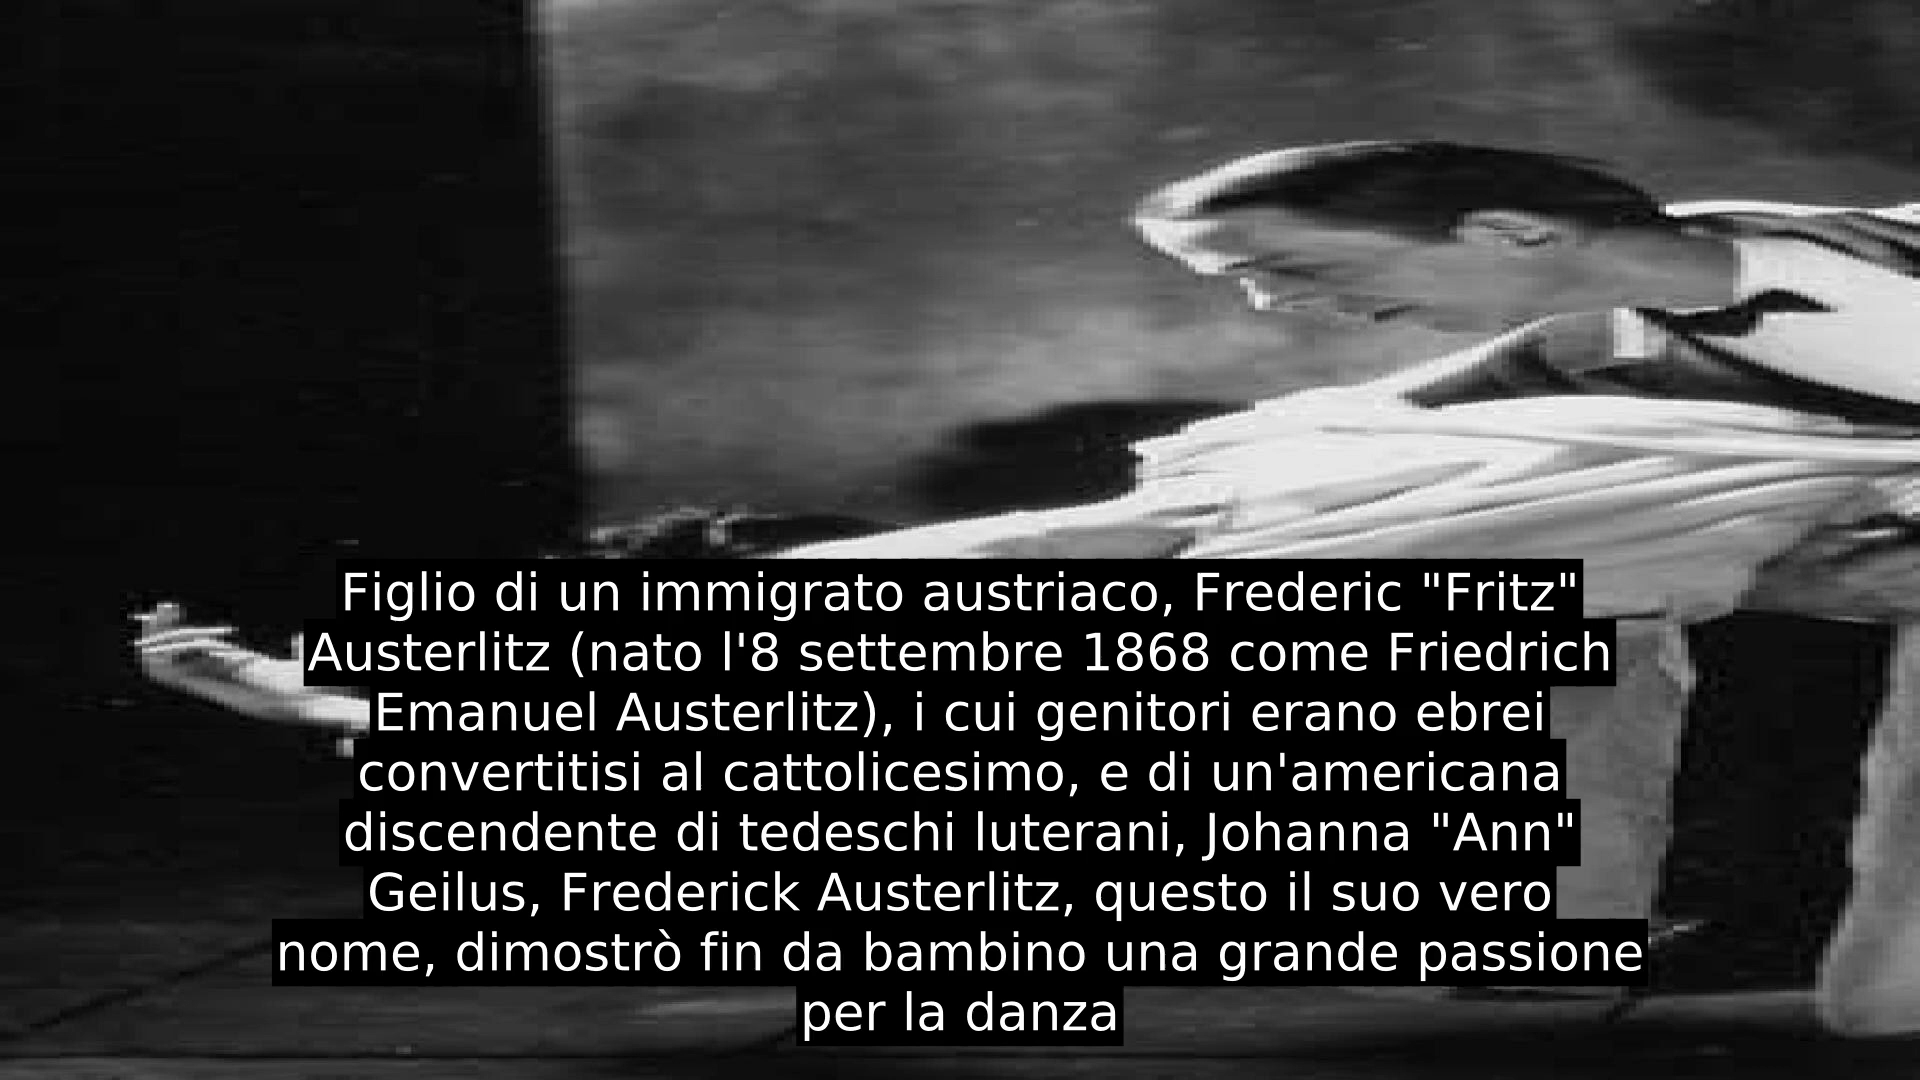 Figlio di un immigrato austriaco, Frederic "Fritz"
Austerlitz (nato l'8 settembre 1868 come Friedrich
Emanuel Austerlitz), i cui genitori erano ebrei
convertitisi al cattolicesimo, e di un'americana
discendente di tedeschi luterani, Johanna "Ann"
Geilus, Frederick Austerlitz, questo il suo vero
nome, dimostrò fin da bambino una grande passione
per la danza